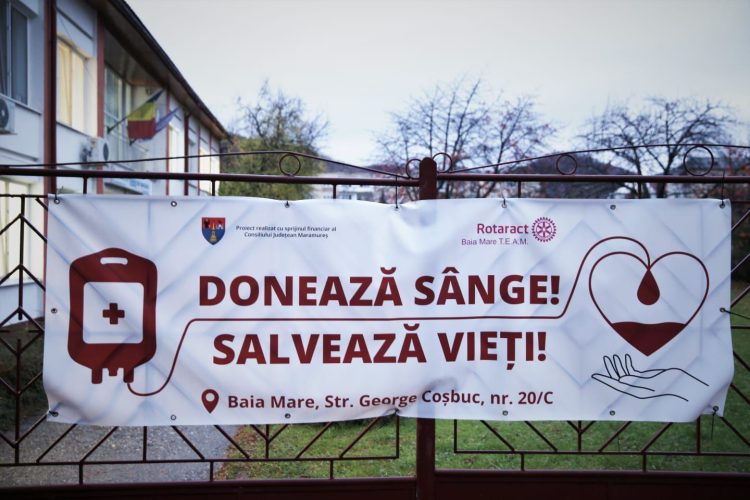 Proiect realizat cu sprijinul financiar al
Consiliului Județean Maramureș
Rotaract
Baia Mare T.E.A.M.
DONEAZĂ SÂNGE!
SALVEAZĂ VIEȚI!
Baia Mare, Str. George Coșbuc, nr. 20/C